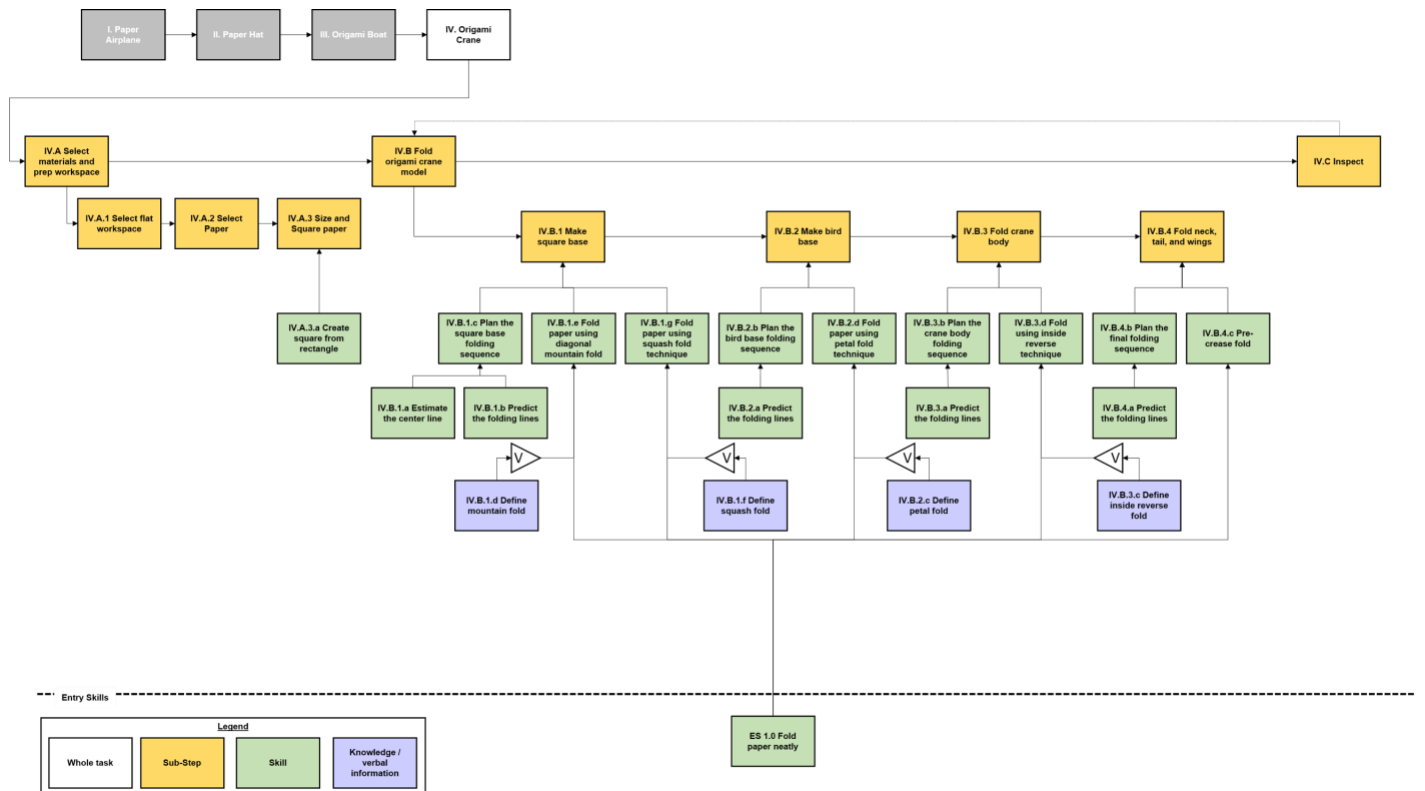 I. Paper
Airplane
II. Paper Hat
III. Origami Boat
IV. Origami
Crane
IV.A Select
materials and
prep workspace
IV.B Fold
origami crane
model
IV.C Inspect
IV.A.1 Select flat
workspace
IV.A.2 Select
Paper
IV.A.3 Size and
Square paper
IV.B.1 Make
square base
IV.B.2 Make bird
base
IV.B.3 Fold crane
body
IV.B.4 Fold neck,
tail, and wings
IV.A.3.a Create
square from
rectangle
IV.B.1.c Plan the
square base
folding
sequence
IV.B.1.e Fold
paper using
diagonal
mountain fold
IV.B.1.g Fold
paper using
squash fold
technique
IV.B.2.b Plan the
bird base folding
sequence
IV.B.2.d Fold
paper using
petal fold
technique
IV.B.3.b Plan the
crane body
folding
sequence
IV.B.3.d Fold
using inside
reverse
technique
IV.B.4.b Plan the
final folding
sequence
IV.B.4.c Pre-
crease fold
IV.B.1.a Estimate
the center line
IV.B.1.b Predict
the folding lines
IV.B.2.a Predict
the folding lines
IV.B.3.a Predict
the folding lines
IV.B.4.a Predict
the folding lines
V
V
V
V
IV.B.1.d Define
mountain fold
IV.B.1.f Define
squash fold
IV.B.2.c Define
petal fold
IV.B.3.c Define
inside reverse
fold
Entry Skills
ES 1.0 Fold
paper neatly
Legend
Whole task
Sub-Step
Skill
Knowledge /
verbal
information